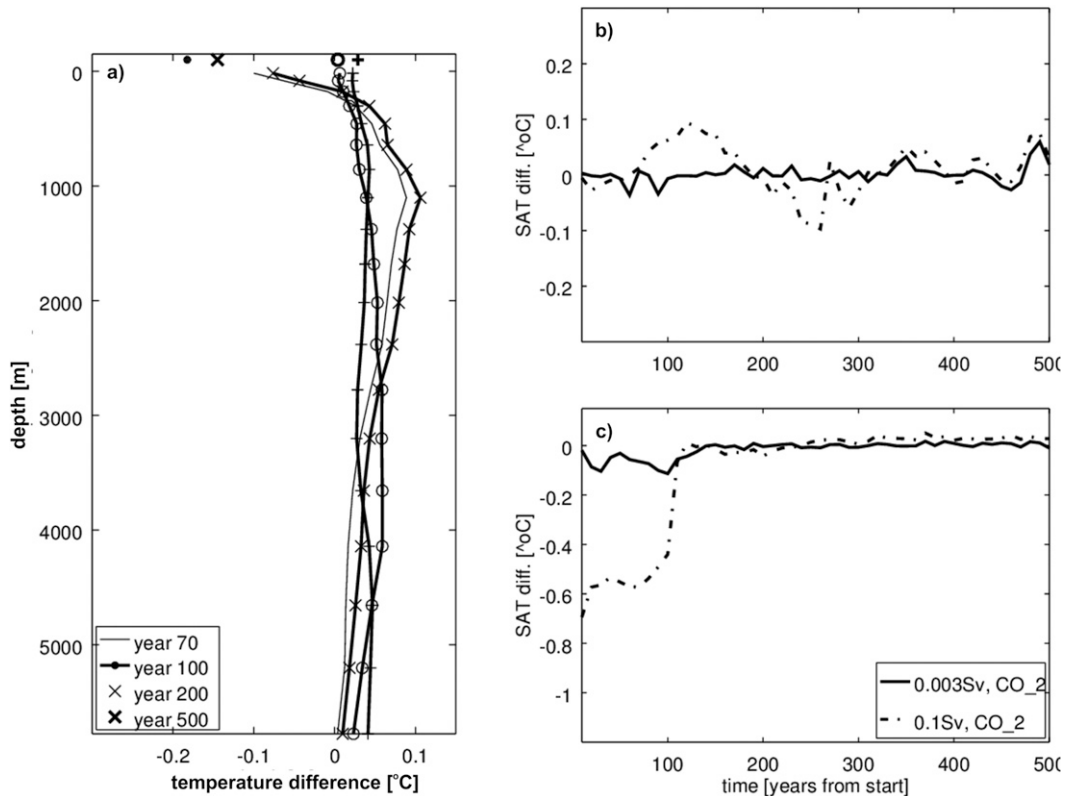 a)
0
1000
2000
3000
4000
5000
depth [m]
-0.2
-0.1
0
0.1
temperature difference [°C]
year 70
year 100
year 200
year 500
b)
0.2
0.1
0
-0.1
-0.2
SAT diff. [^oC]
100
200
300
400
c)
0
-0.2
-0.4
-0.6
-0.8
-1
SAT diff. [^oC]
0.003Sv, CO_2
0.1Sv, CO_2
100
200
300
400
500
time [years from start]